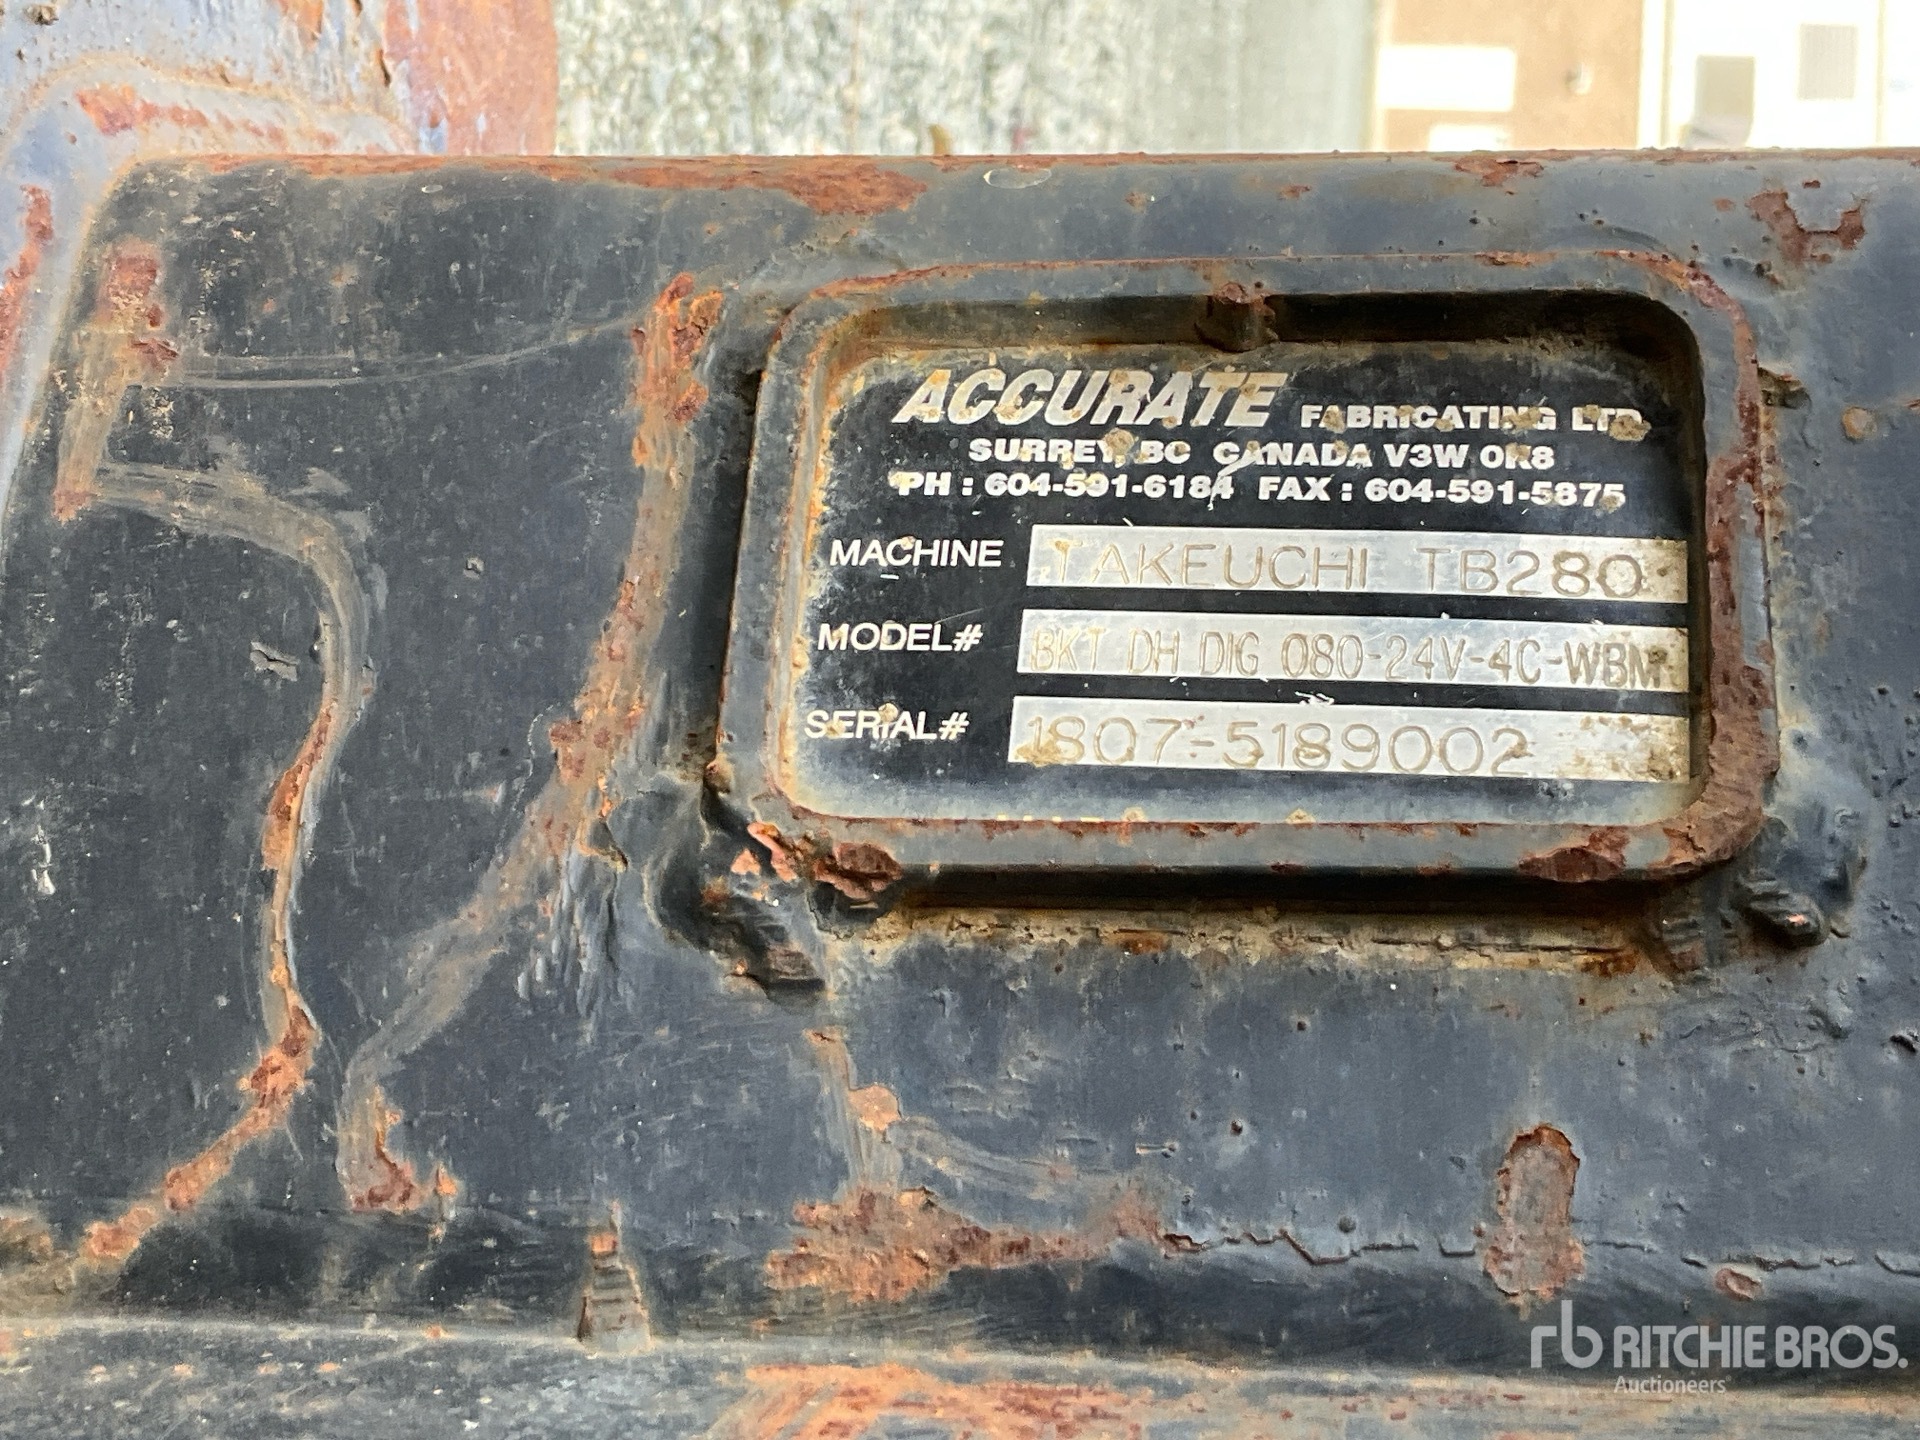 ACCURATE FABRICATING LTD.
SURREY, BC CANADA V3W 0R8
PH : 604-591-6184 FAX : 604-591-5875
MACHINE TAKEUCHI TB280
MODEL# BKT DH DIG 080-24V-4C-WBM
SERIAL# 1807-5189002
rb RITCHIE BROS.
Auctioneers